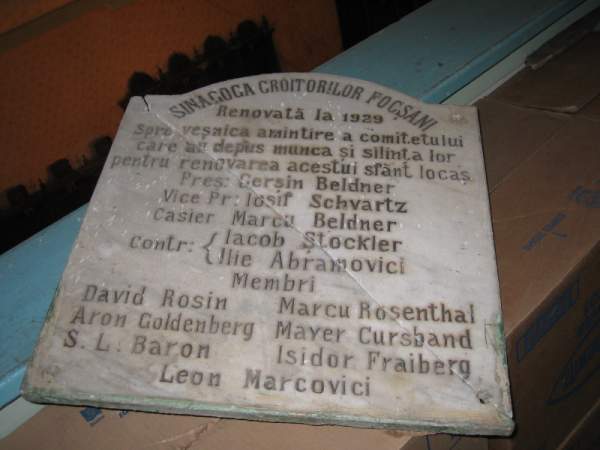 SINAGOGA CROITORILOR FOCȘANI
Renovată la 1929
Spre veșnica amintire a comitetului
care au depus munca și silința lor
pentru renovarea acestui sfânt locaș
Preș: Gerșin Beldner
Vice Pr: Iosif Schvartz
Casier Marcu Beldner
Contr: { Iacob Ștockler
Ilie Abramovici
Membri
David Rosin Marcu Rosenthal
Aron Goldenberg Mayer Cursband
S. L. Baron Isidor Fraiberg
Leon Marcovici